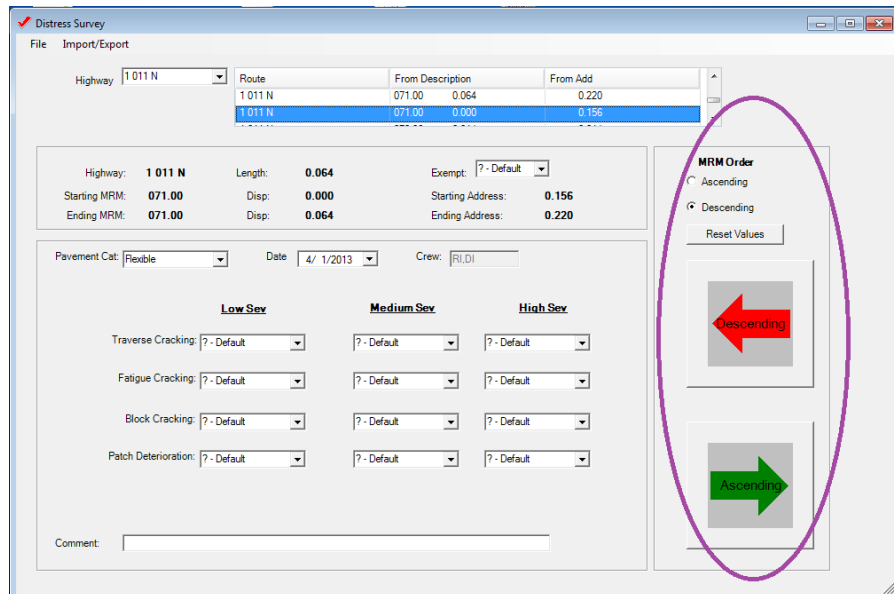 Distress Survey
File Import/Export
Highway 1 011 N
Route From Description From Add
1 011 N 071.00 0.064 0.220
1 011 N 071.00 0.000 0.156
Highway: 1 011 N Length: 0.064 Exempt: ? - Default
Starting MRM: 071.00 Disp: 0.000 Starting Address: 0.156
Ending MRM: 071.00 Disp: 0.064 Ending Address: 0.220
MRM Order
Ascending
Descending
Reset Values
Descending
Ascending
Pavement Cat: Flexible Date 4/ 1/2013 Crew: RI,DI
Low Sev Medium Sev High Sev
Traverse Cracking: ? - Default ? - Default ? - Default
Fatigue Cracking: ? - Default ? - Default ? - Default
Block Cracking: ? - Default ? - Default ? - Default
Patch Deterioration: ? - Default ? - Default ? - Default
Comment: